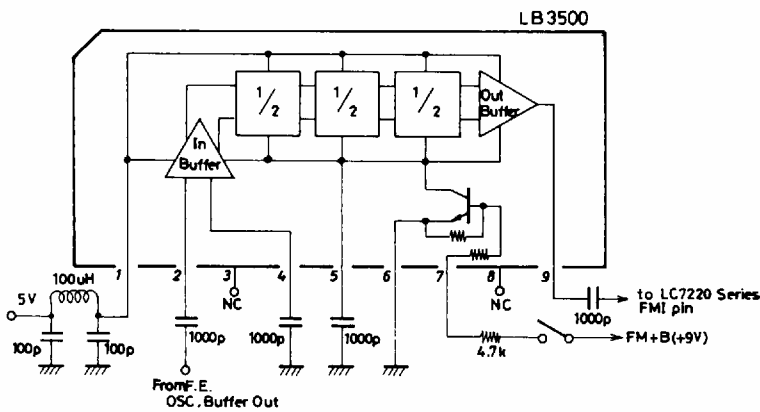 LB3500
1/2
1/2
1/2
Out
Buffer
In
Buffer
1
2
3
4
5
6
7
8
9
100uH
5V
100p
100p
NC
1000p
1000p
1000p
NC
1000p
to LC7220 Series
FMI pin
4.7k
FM+B(+9V)
From F.E.
OSC, Buffer Out